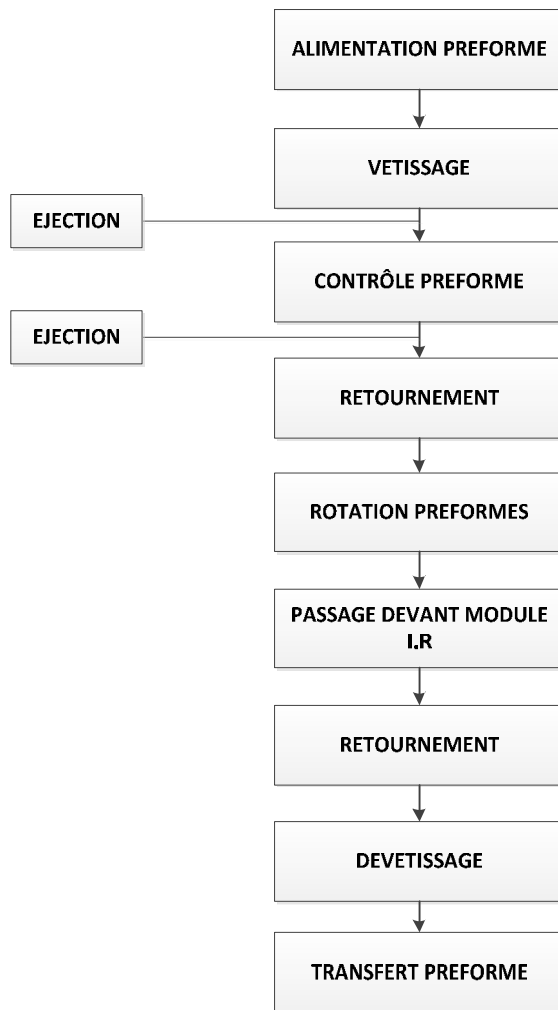 ALIMENTATION PREFORME
VETISSAGE
EJECTION
CONTRÔLE PREFORME
EJECTION
RETOURNEMENT
ROTATION PREFORMES
PASSAGE DEVANT MODULE
I.R
RETOURNEMENT
DEVETISSAGE
TRANSFERT PREFORME